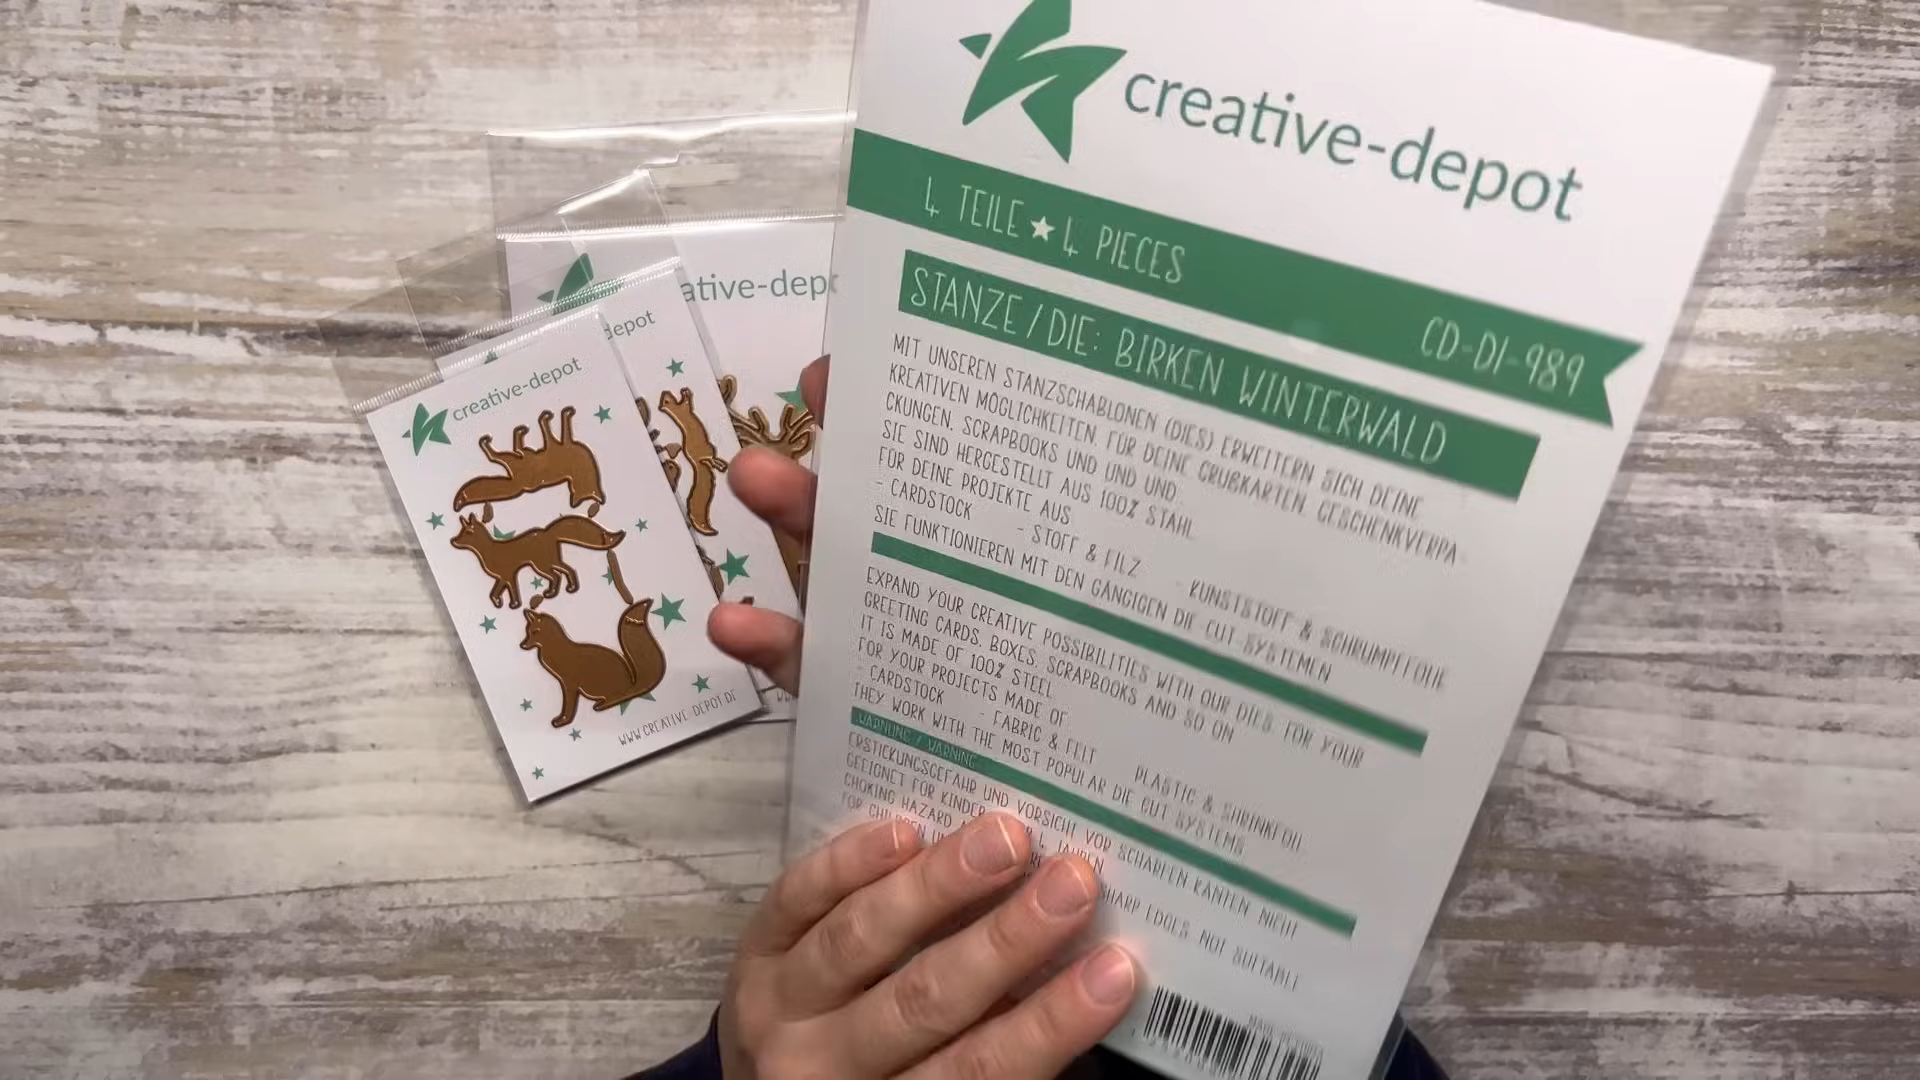 creative-depot
4 TEILE ★ 4 PIECES
CD-DI-989
STANZE / DIE: BIRKEN WINTERWALD
MIT UNSEREN STANZSCHABLONEN (DIES) ERWEITERN SICH DEINE
KREATIVEN MÖGLICHKEITEN FÜR DEINE GRUßKARTEN, GESCHENKVERPA-
CKUNGEN, SCRAPBOOKS UND UND UND.
SIE SIND HERGESTELLT AUS 100% STAHL
FÜR DEINE PROJEKTE AUS
- CARDSTOCK - STOFF & FILZ - KUNSTSTOFF & SCHRUMPFFOLIE
SIE FUNKTIONIEREN MIT DEN GÄNGIGEN DIE CUT-SYSTEMEN
EXPAND YOUR CREATIVE POSSIBILITIES WITH OUR DIES. FOR YOUR
GREETING CARDS, BOXES, SCRAPBOOKS AND SO ON
IT IS MADE OF 100% STEEL
FOR YOUR PROJECTS MADE OF:
- CARDSTOCK - FABRIC & FELT PLASTIC & SHRINKFOIL
THEY WORK WITH THE MOST POPULAR DIE CUT SYSTEMS
WARNUNG / WARNING
ERSTICKUNGSGEFAHR UND VORSICHT VOR SCHARFEN KANTEN. NICHT
GEEIGNET FÜR KINDER 4 JAHREN
CHOKING HAZARD SHARP EDGES NOT SUITABLE
FOR CHILDREN
ative-depo
depot
creative-depot
WWW.CREATIVE-DEPOT.DE